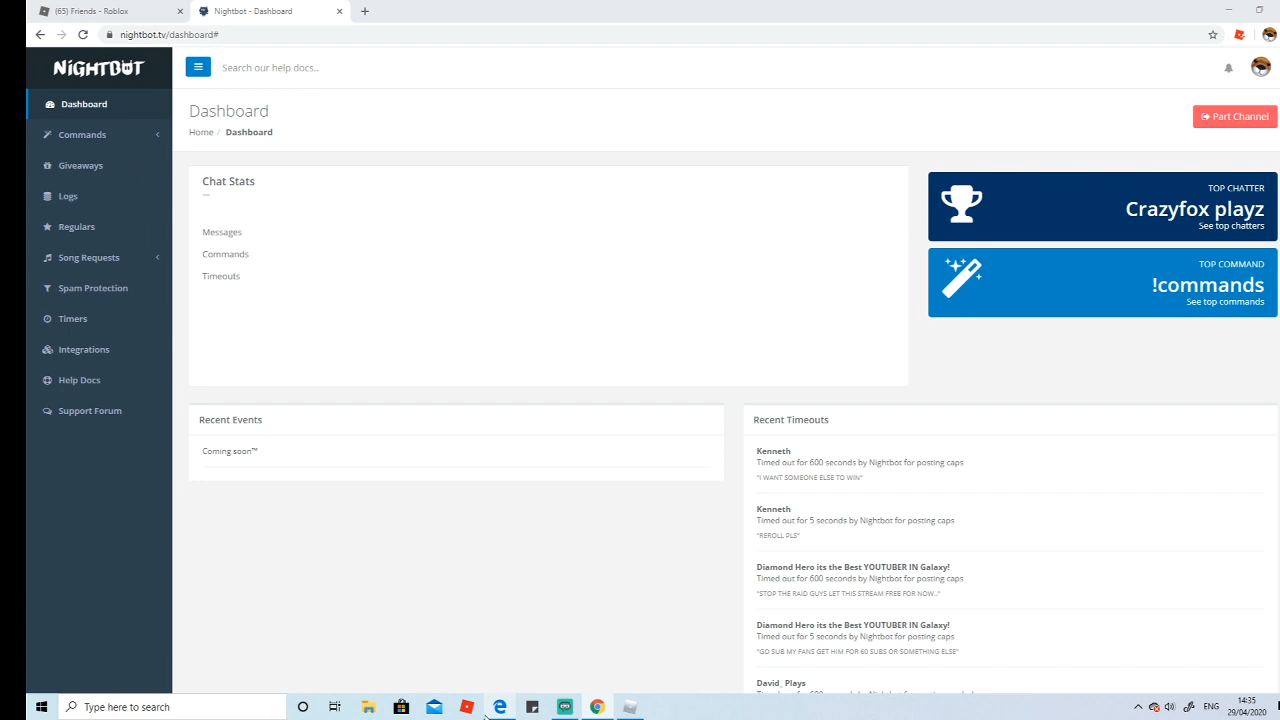 (65) Friends - Roblox
Nightbot - Dashboard
nightbot.tv/dashboard#
NiGHTBOT
Search our help docs..
Dashboard
Commands
Giveaways
Logs
Regulars
Song Requests
Spam Protection
Timers
Integrations
Help Docs
Support Forum
Dashboard
Home / Dashboard
Part Channel
Chat Stats
Messages
Commands
Timeouts
TOP CHATTER
Crazyfox playz
See top chatters
TOP COMMAND
!commands
See top commands
Recent Events
Coming soon™
Recent Timeouts
Kenneth
Timed out for 600 seconds by Nightbot for posting caps
"I WANT SOMEONE ELSE TO WIN"
Kenneth
Timed out for 5 seconds by Nightbot for posting caps
"REROLL PLS"
Diamond Hero its the Best YOUTUBER IN Galaxy!
Timed out for 600 seconds by Nightbot for posting caps
"STOP THE RAID GUYS LET THIS STREAM FREE FOR NOW.."
Diamond Hero its the Best YOUTUBER IN Galaxy!
Timed out for 5 seconds by Nightbot for posting caps
"GO SUB MY FANS GET HIM FOR 60 SUBS OR SOMETHING ELSE"
David_ Plays
Type here to search
ENG
14:35
29/04/2020